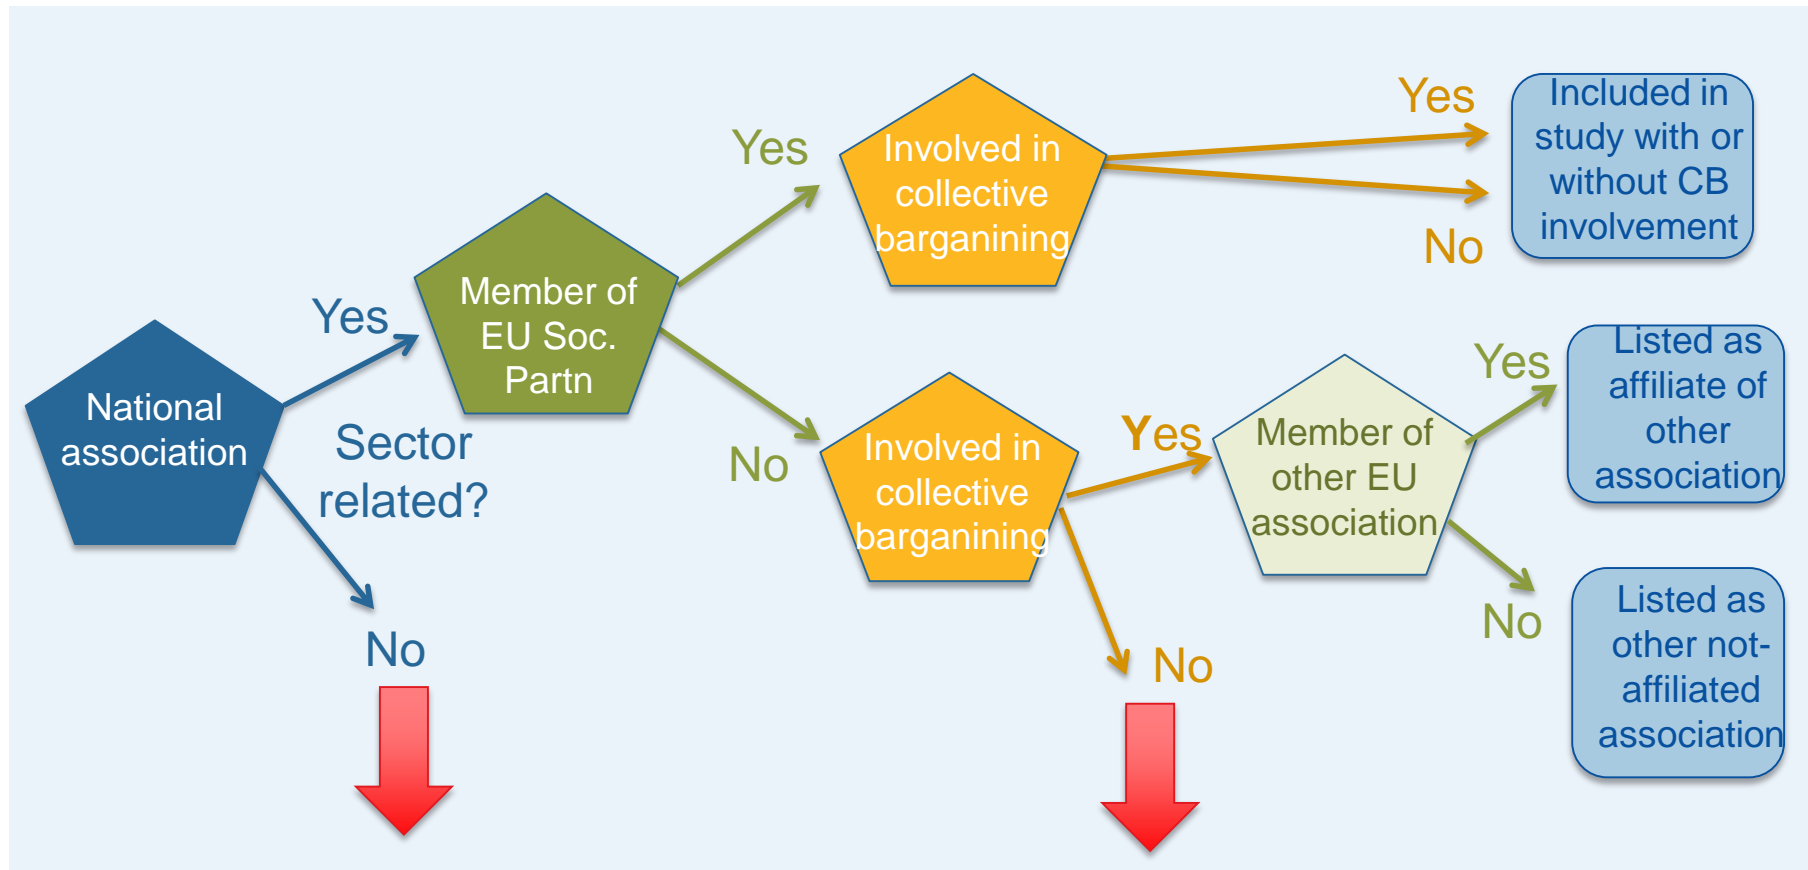 National
association
Yes
Sector
related?
No
Member of
EU Soc.
Partn
Yes
No
Involved in
collective
barganining
Yes
No
Included in
study with or
without CB
involvement
Involved in
collective
barganining
Yes
No
Member of
other EU
association
Yes
No
Listed as
affiliate of
other
association
Listed as
other not-
affiliated
association